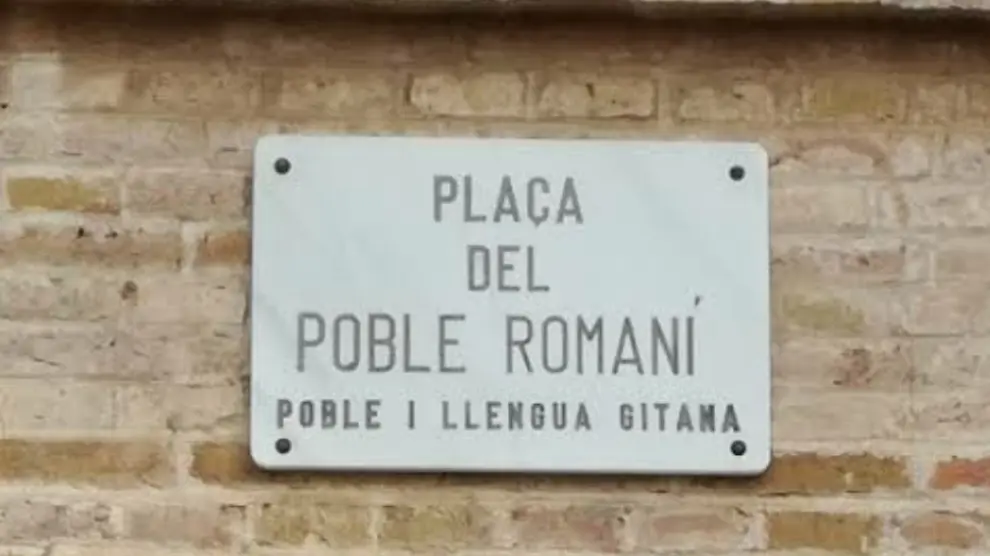 PLAÇA
DEL
POBLE ROMANÍ
POBLE I LLENGUA GITANA